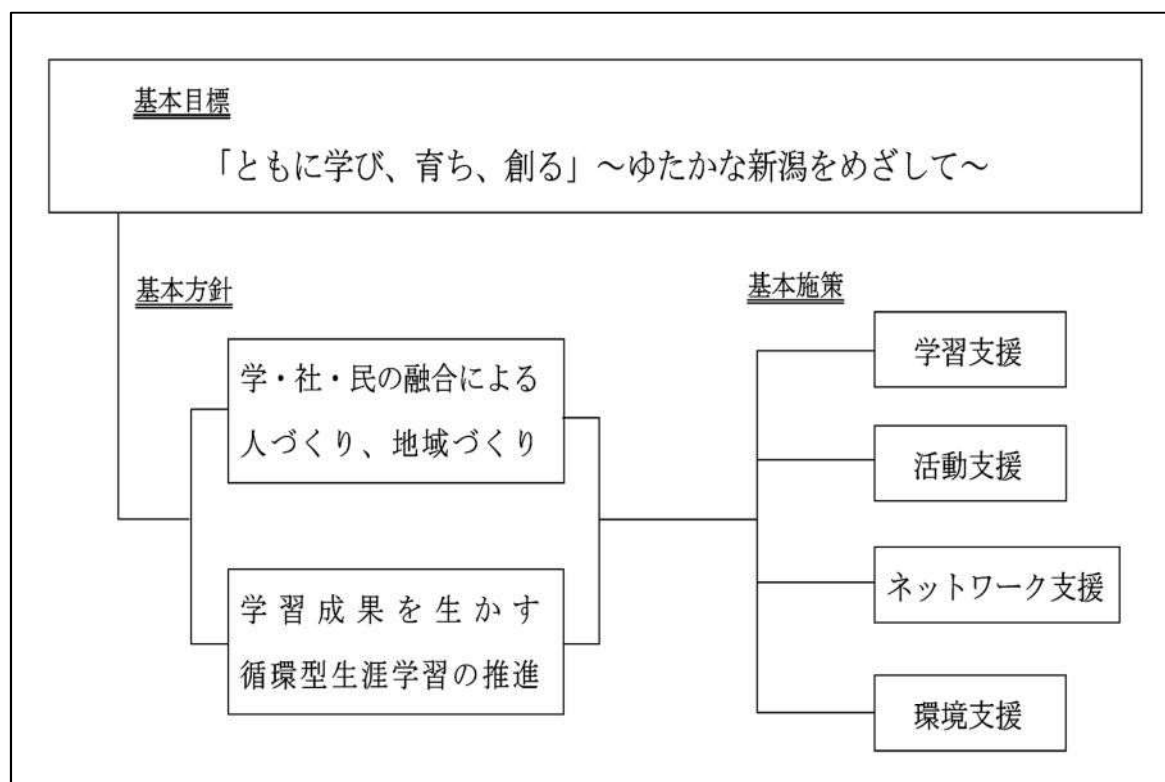 基本目標
「ともに学び、育ち、創る」～ゆたかな新潟をめざして～
基本方針
学・社・民の融合による
人づくり、地域づくり
学習成果を生かす
循環型生涯学習の推進
基本施策
学習支援
活動支援
ネットワーク支援
環境支援